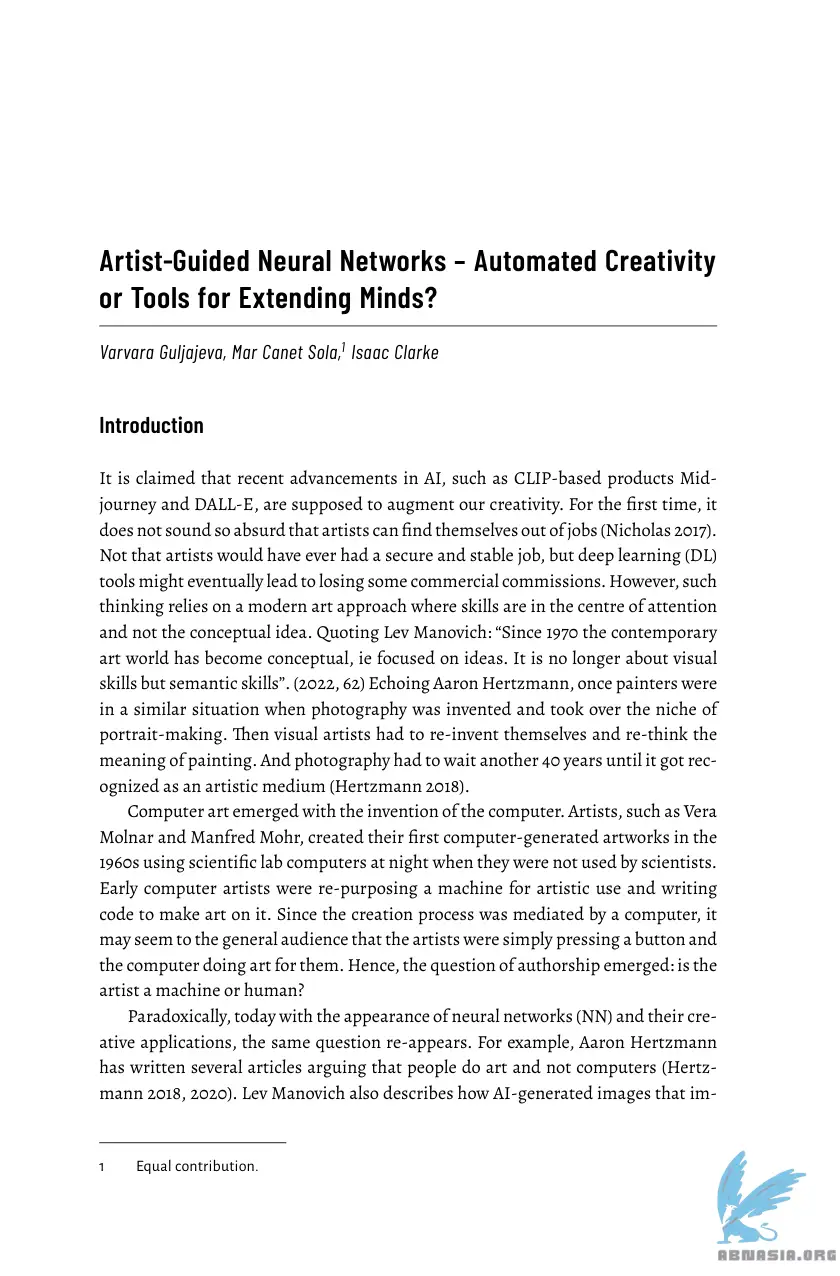 Artist-Guided Neural Networks – Automated Creativity
or Tools for Extending Minds?
Varvara Guljajeva, Mar Canet Sola,1 Isaac Clarke
Introduction
It is claimed that recent advancements in AI, such as CLIP-based products Mid-
journey and DALL-E, are supposed to augment our creativity. For the first time, it
does not sound so absurd that artists can find themselves out of jobs (Nicholas 2017).
Not that artists would have ever had a secure and stable job, but deep learning (DL)
tools might eventually lead to losing some commercial commissions. However, such
thinking relies on a modern art approach where skills are in the centre of attention
and not the conceptual idea. Quoting Lev Manovich: “Since 1970 the contemporary
art world has become conceptual, ie focused on ideas. It is no longer about visual
skills but semantic skills”. (2022, 62) Echoing Aaron Hertzmann, once painters were
in a similar situation when photography was invented and took over the niche of
portrait-making. Then visual artists had to re-invent themselves and re-think the
meaning of painting. And photography had to wait another 40 years until it got rec-
ognized as an artistic medium (Hertzmann 2018).
Computer art emerged with the invention of the computer. Artists, such as Vera
Molnar and Manfred Mohr, created their first computer-generated artworks in the
1960s using scientific lab computers at night when they were not used by scientists.
Early computer artists were re-purposing a machine for artistic use and writing
code to make art on it. Since the creation process was mediated by a computer, it
may seem to the general audience that the artists were simply pressing a button and
the computer doing art for them. Hence, the question of authorship emerged: is the
artist a machine or human?
Paradoxically, today with the appearance of neural networks (NN) and their cre-
ative applications, the same question re-appears. For example, Aaron Hertzmann
has written several articles arguing that people do art and not computers (Hertz-
mann 2018, 2020). Lev Manovich also describes how AI-generated images that im-
1 Equal contribution.
ABNASIA.ORG